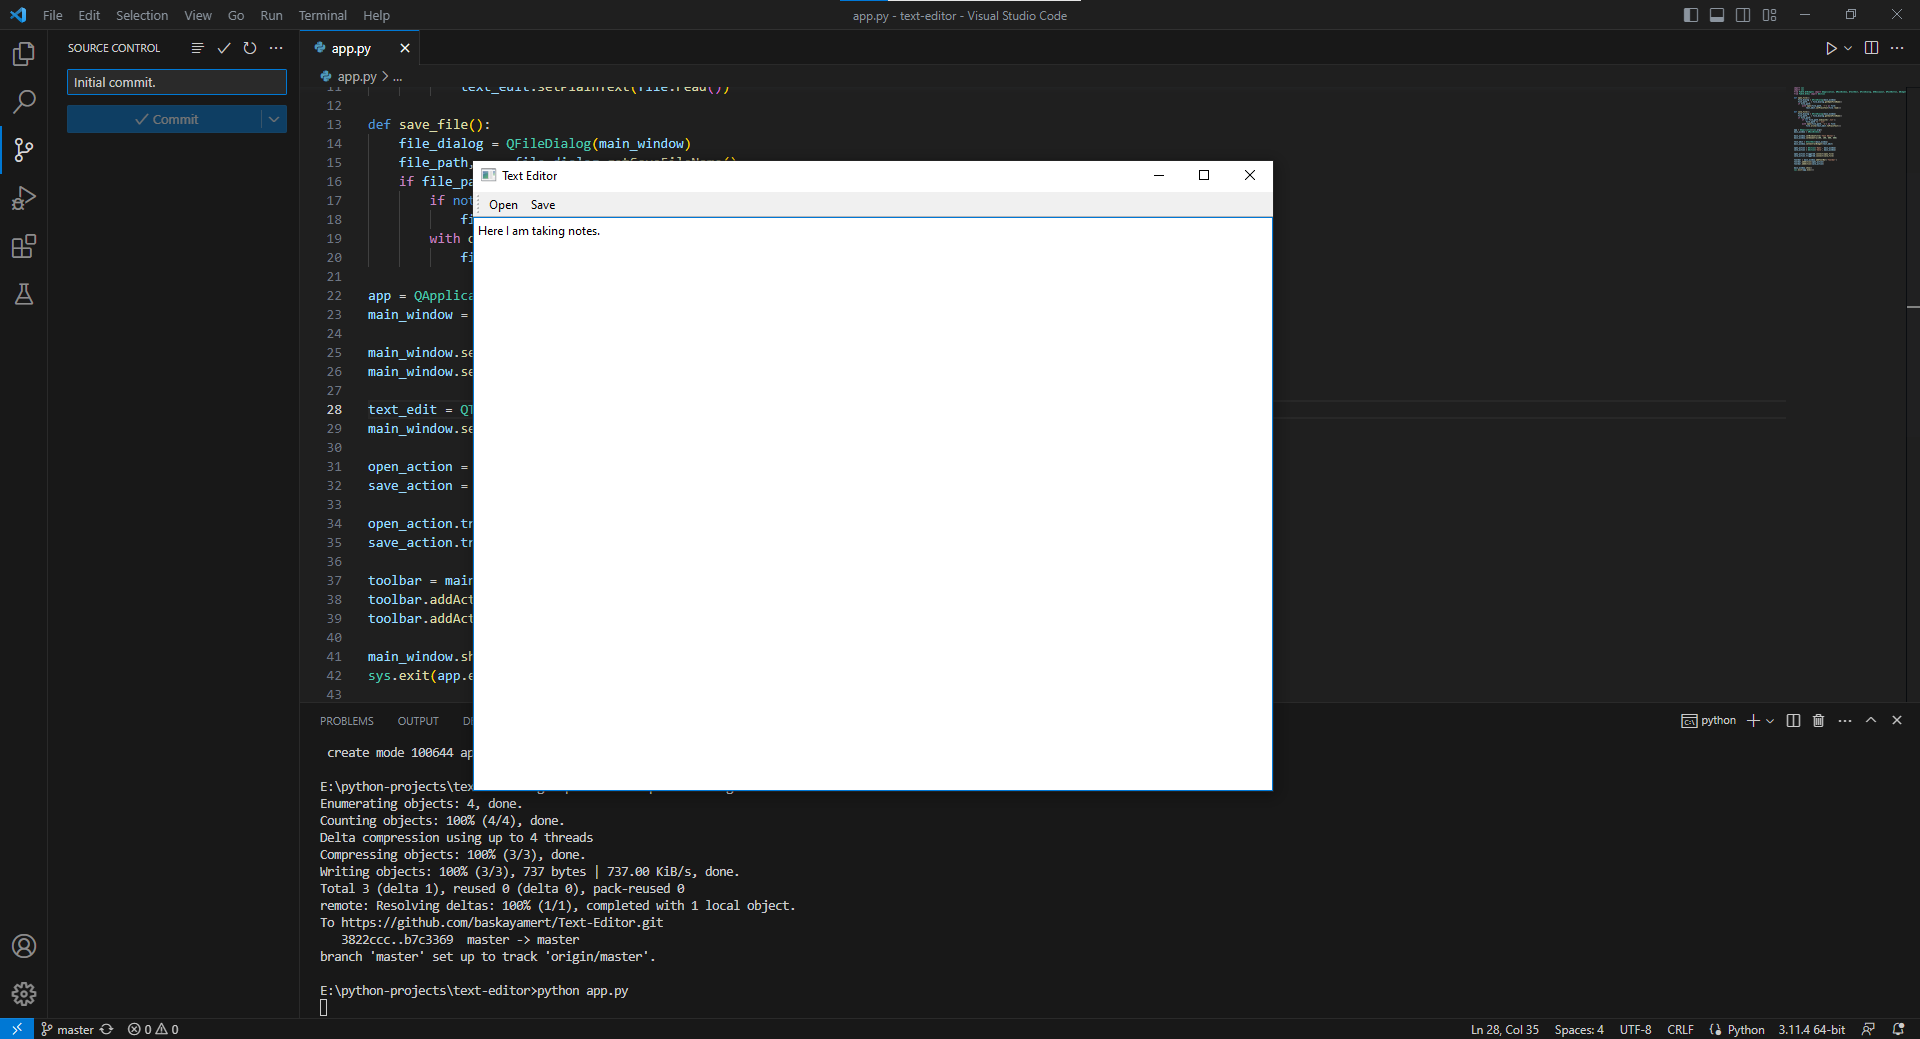 File Edit Selection View Go Run Terminal Help
app.py - text-editor - Visual Studio Code
SOURCE CONTROL
Initial commit.
Commit
app.py
app.py > ...
11 text_edit.setPlainText(file.read())
12
13 def save_file():
14 file_dialog = QFileDialog(main_window)
15 file_path,
16 if file_pa
17 if not
18 fi
19 with o
20 fi
21
22 app = QApplica
23 main_window =
24
25 main_window.se
26 main_window.se
27
28 text_edit = QT
29 main_window.se
30
31 open_action =
32 save_action =
33
34 open_action.tr
35 save_action.tr
36
37 toolbar = main
38 toolbar.addAct
39 toolbar.addAct
40
41 main_window.sh
42 sys.exit(app.e
43
Text Editor
Open Save
Here I am taking notes.
PROBLEMS OUTPUT DE
python
create mode 100644 ap
E:\python-projects\tex
Enumerating objects: 4, done.
Counting objects: 100% (4/4), done.
Delta compression using up to 4 threads
Compressing objects: 100% (3/3), done.
Writing objects: 100% (3/3), 737 bytes | 737.00 KiB/s, done.
Total 3 (delta 1), reused 0 (delta 0), pack-reused 0
remote: Resolving deltas: 100% (1/1), completed with 1 local object.
To https://github.com/baskayamert/Text-Editor.git
3822ccc..b7c3369 master -> master
branch 'master' set up to track 'origin/master'.
E:\python-projects\text-editor>python app.py
master 0 0
Ln 28, Col 35 Spaces: 4 UTF-8 CRLF Python 3.11.4 64-bit